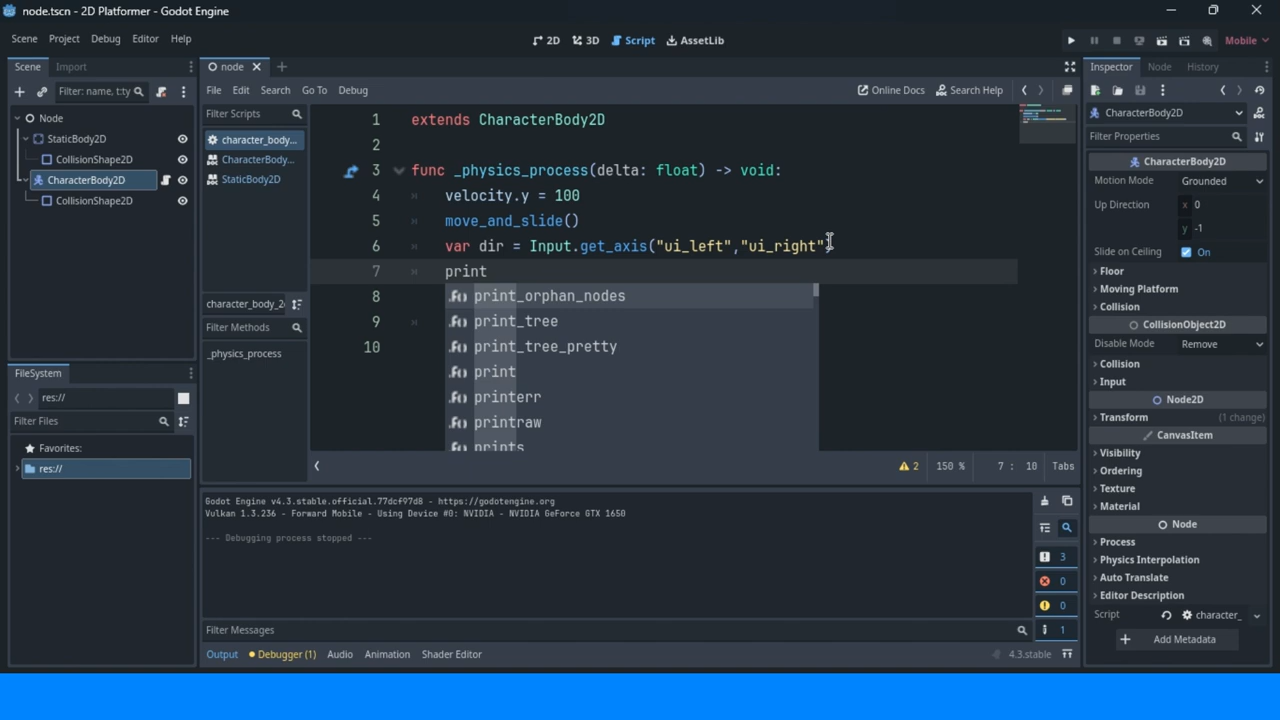 node.tscn - 2D Platformer - Godot Engine
Scene Project Debug Editor Help
2D 3D Script AssetLib
Mobile
Scene Import
Filter: name, t:ty
Node
StaticBody2D
CollisionShape2D
CharacterBody2D
CollisionShape2D
FileSystem
res://
Filter Files
Favorites:
res://
node
File Edit Search Go To Debug
Online Docs Search Help
Filter Scripts
character_body...
CharacterBody...
StaticBody2D
character_body_2
Filter Methods
_physics_process
1 extends CharacterBody2D
2
3 func _physics_process(delta: float) -> void:
4 velocity.y = 100
5 move_and_slide()
6 var dir = Input.get_axis("ui_left","ui_right")
7 print
8 print_orphan_nodes
9 print_tree
10 print_tree_pretty
print
printerr
printraw
prints
2 150 % 7 : 10 Tabs
Godot Engine v4.3.stable.official.77dcf97d8 - https://godotengine.org
Vulkan 1.3.236 - Forward Mobile - Using Device #0: NVIDIA - NVIDIA GeForce GTX 1650
--- Debugging process stopped ---
3
0
0
1
Filter Messages
Output Debugger (1) Audio Animation Shader Editor
4.3.stable
Inspector Node History
CharacterBody2D
Filter Properties
CharacterBody2D
Motion Mode Grounded
Up Direction x 0
y -1
Slide on Ceiling On
Floor
Moving Platform
Collision
CollisionObject2D
Disable Mode Remove
Collision
Input
Node2D
Transform (1 change)
CanvasItem
Visibility
Ordering
Texture
Material
Node
Process
Physics Interpolation
Auto Translate
Editor Description
Script character_
Add Metadata